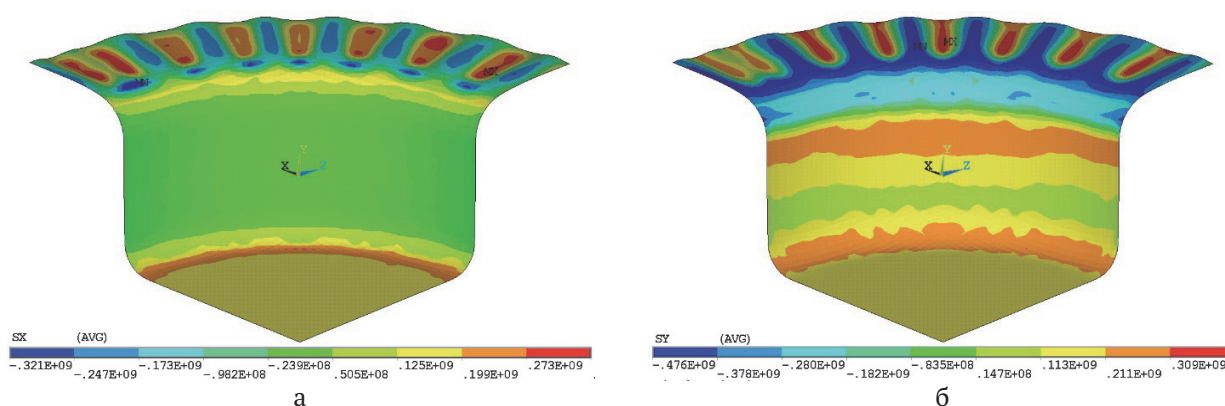 MN
MX
Y
X
Z
SX (AVG)
-.321E+09 -.247E+09 -.173E+09 -.982E+08 -.239E+08 .505E+08 .125E+09 .199E+09 .273E+09
а
MN
MX
Y
X
Z
SY (AVG)
-.476E+09 -.378E+09 -.280E+09 -.182E+09 -.835E+08 .147E+08 .113E+09 .211E+09 .309E+09
б